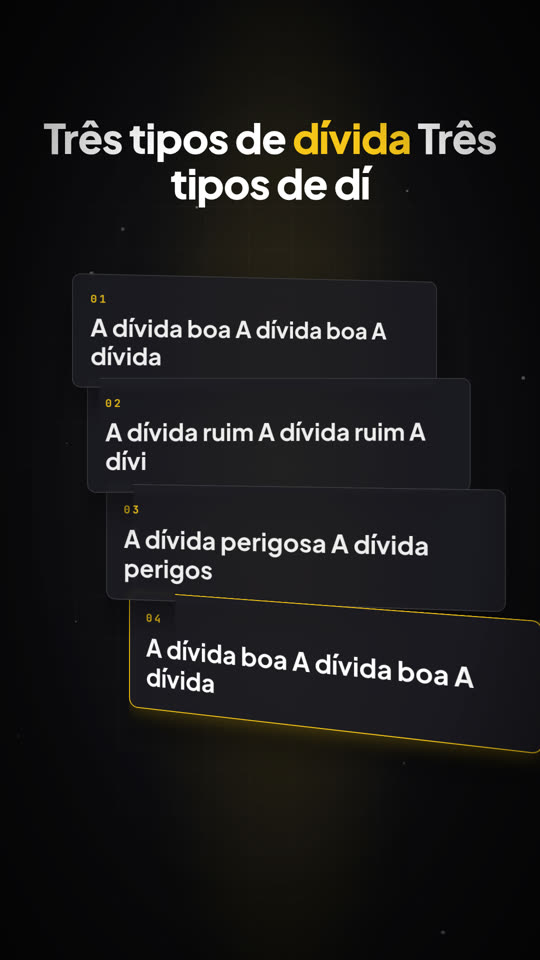 Três tipos de dívida Três
tipos de dí
01
A dívida boa A dívida boa A
dívida
02
A dívida ruim A dívida ruim A
dívi
03
A dívida perigosa A dívida
perigos
04
A dívida boa A dívida boa A
dívida